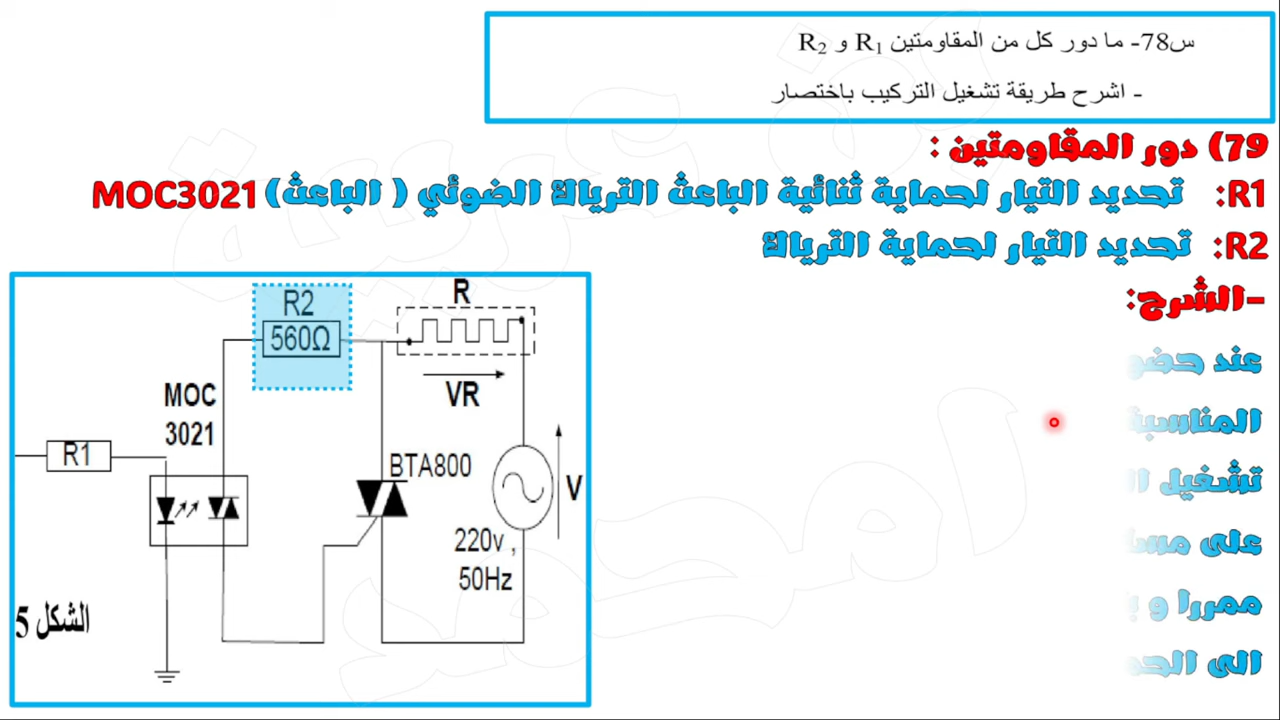 س78- ما دور كل من المقاومتين R1 و R2
- اشرح طريقة تشغيل التركيب باختصار
79) دور المقاومتين :
R1: تحديد التيار لحماية ثنائية الباعث الترياك الضوئي ( الباعث) MOC3021
R2: تحديد التيار لحماية الترياك
-الشرح:
عند
المناسبة
تشغيل
على
ممررا و
الى
R2
560Ω
R
VR
MOC
3021
R1
BTA800
V
220v ,
50Hz
الشكل 5